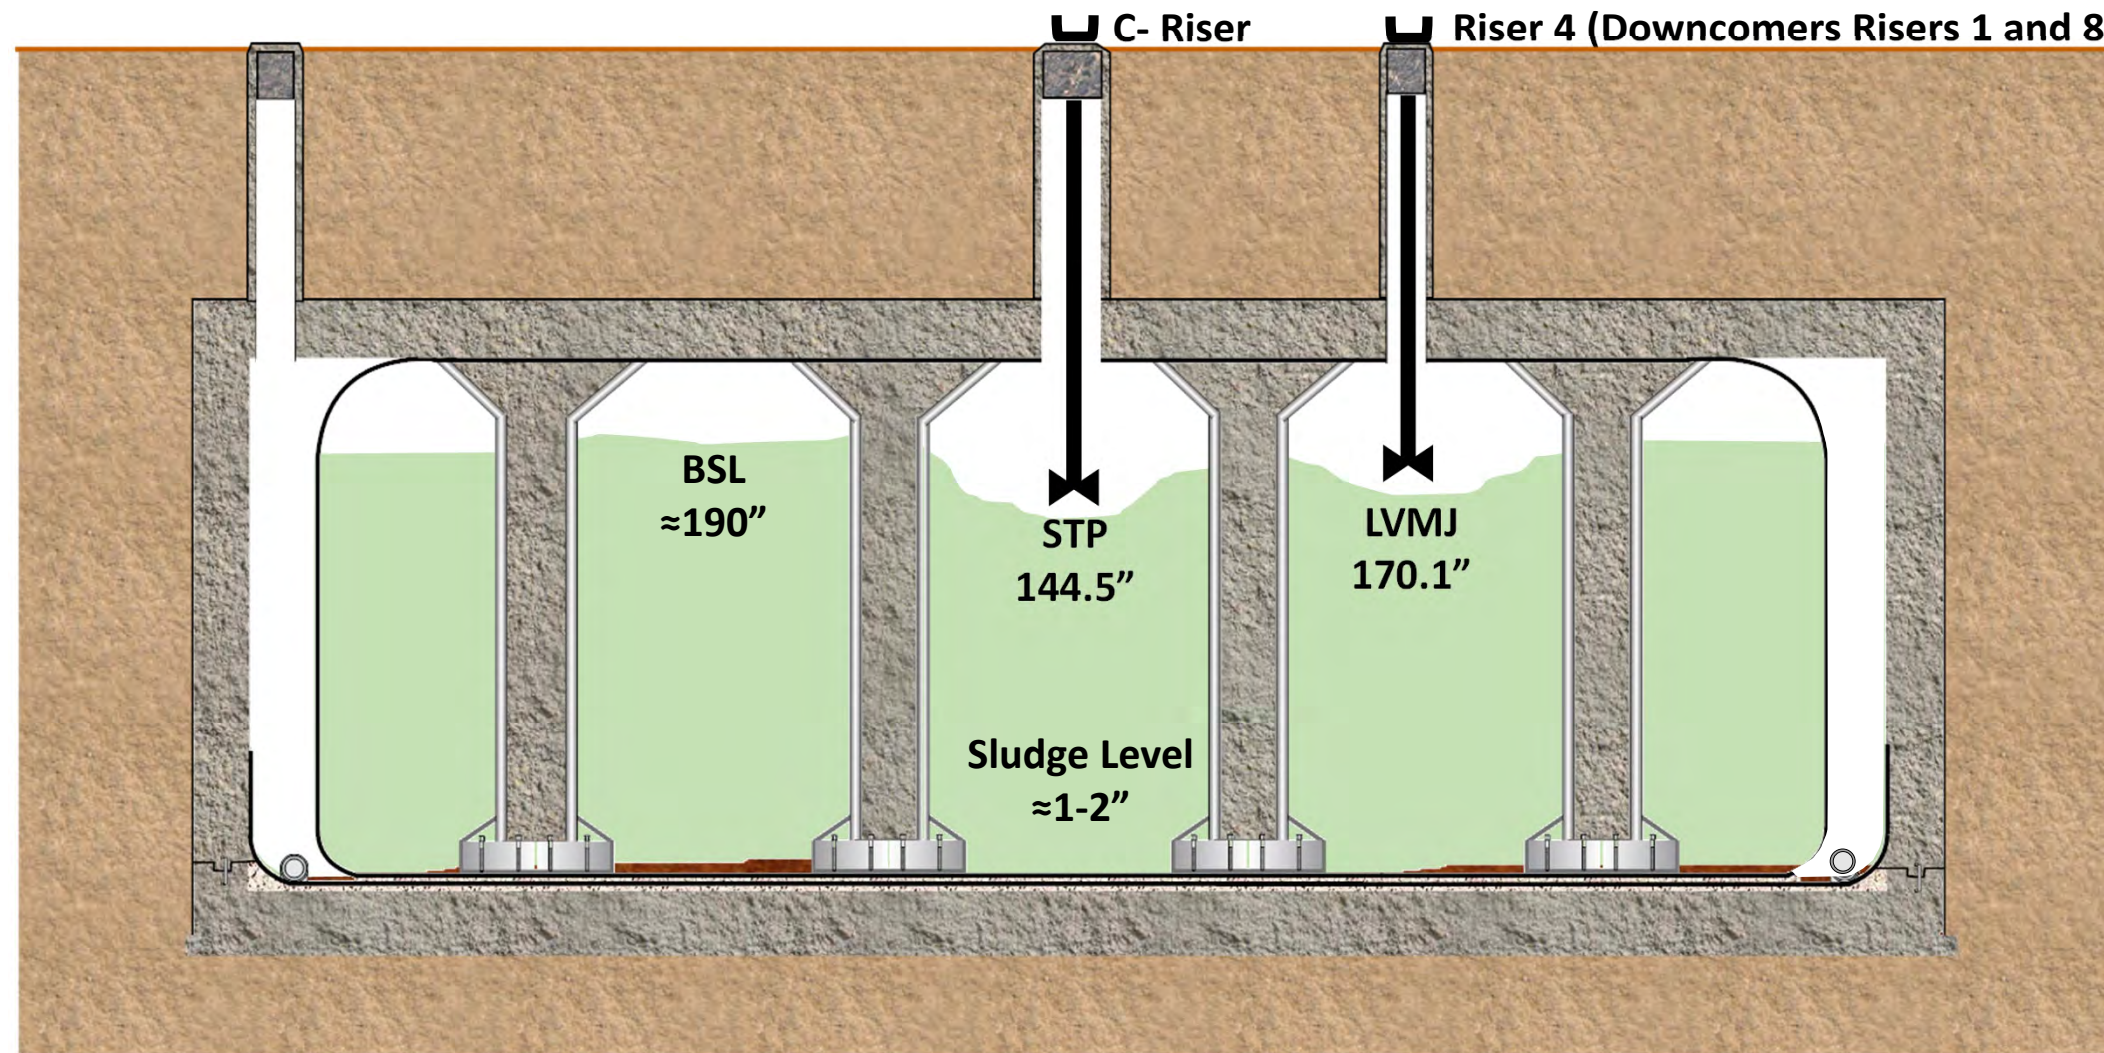 C- Riser
Riser 4 (Downcomers Risers 1 and 8
BSL
≈190”
STP
144.5”
LVMJ
170.1”
Sludge Level
≈1-2”